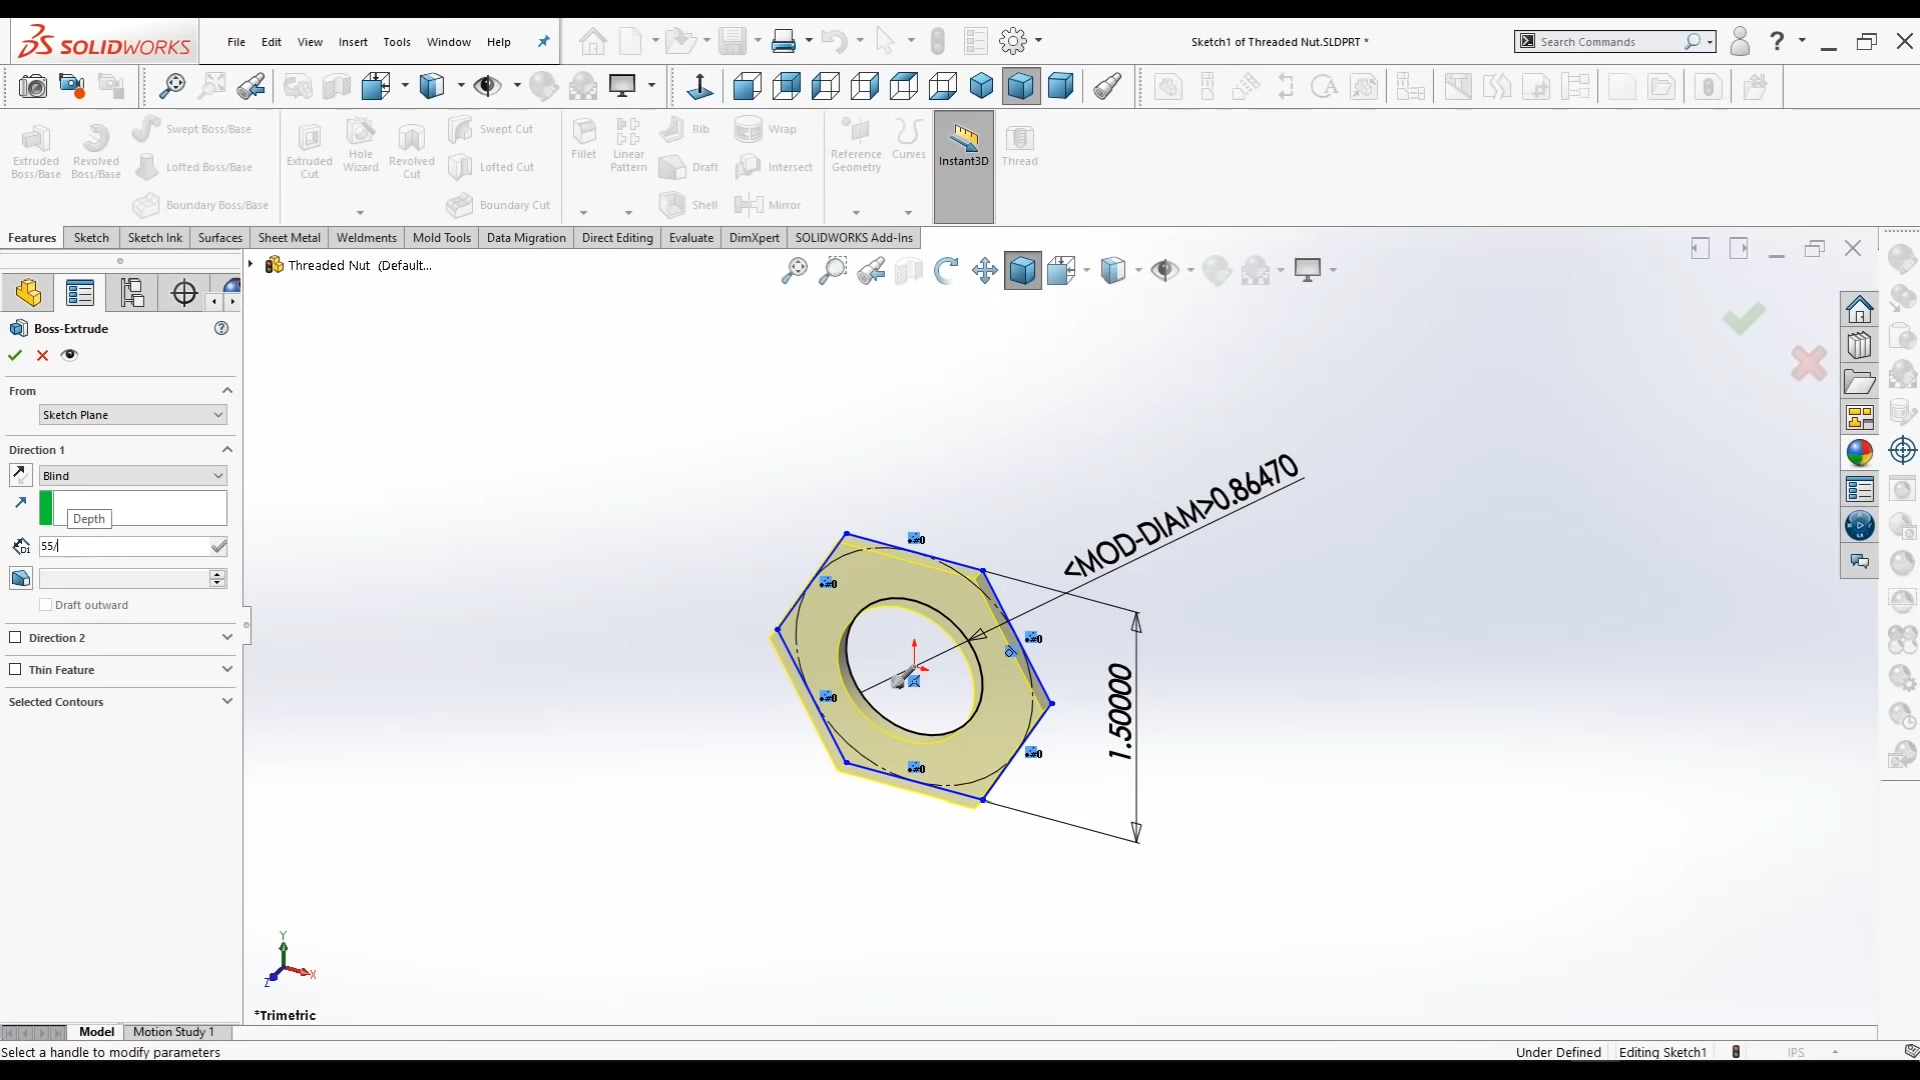 SOLIDWORKS
File Edit View Insert Tools Window Help
Sketch1 of Threaded Nut.SLDPRT *
Search Commands
?
Extruded Boss/Base
Revolved Boss/Base
Swept Boss/Base
Lofted Boss/Base
Boundary Boss/Base
Extruded Cut
Hole Wizard
Revolved Cut
Swept Cut
Lofted Cut
Boundary Cut
Fillet
Linear Pattern
Rib
Draft
Shell
Wrap
Intersect
Mirror
Reference Geometry
Curves
Instant3D
Thread
Features Sketch Sketch Ink Surfaces Sheet Metal Weldments Mold Tools Data Migration Direct Editing Evaluate DimXpert SOLIDWORKS Add-Ins
Threaded Nut (Default...
Boss-Extrude
From
Sketch Plane
Direction 1
Blind
Depth
55/
Draft outward
Direction 2
Thin Feature
Selected Contours
<MOD-DIAM>0.86470
1.50000
Y
X
Z
*Trimetric
Model Motion Study 1
Select a handle to modify parameters
Under Defined Editing Sketch1 IPS